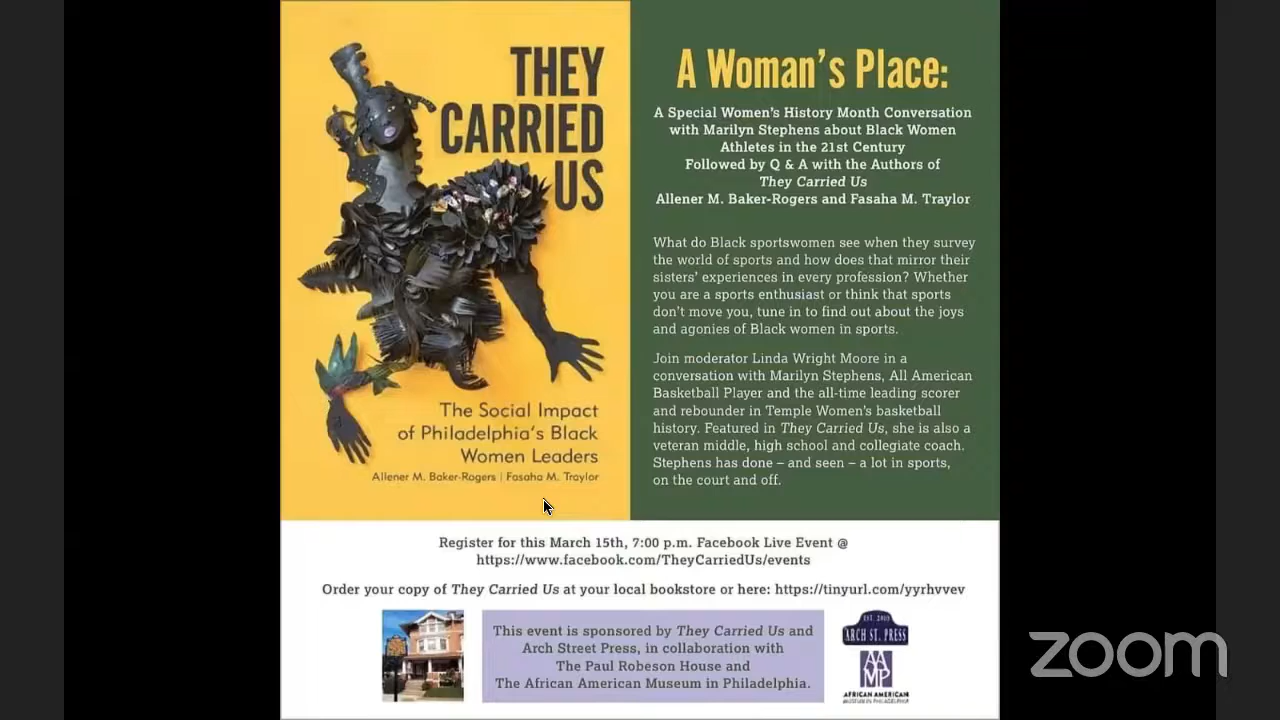 THEY
CARRIED
US
The Social Impact
of Philadelphia's Black
Women Leaders
Allener M. Baker-Rogers | Fasaha M. Traylor
A Woman's Place:
A Special Women's History Month Conversation
with Marilyn Stephens about Black Women
Athletes in the 21st Century
Followed by Q & A with the Authors of
They Carried Us
Allener M. Baker-Rogers and Fasaha M. Traylor
What do Black sportswomen see when they survey
the world of sports and how does that mirror their
sisters' experiences in every profession? Whether
you are a sports enthusiast or think that sports
don't move you, tune in to find out about the joys
and agonies of Black women in sports.
Join moderator Linda Wright Moore in a
conversation with Marilyn Stephens, All American
Basketball Player and the all-time leading scorer
and rebounder in Temple Women's basketball
history. Featured in They Carried Us, she is also a
veteran middle, high school and collegiate coach.
Stephens has done – and seen – a lot in sports,
on the court and off.
Register for this March 15th, 7:00 p.m. Facebook Live Event @
https://www.facebook.com/TheyCarriedUs/events
Order your copy of They Carried Us at your local bookstore or here: https://tinyurl.com/yyrhvvev
This event is sponsored by They Carried Us and
Arch Street Press, in collaboration with
The Paul Robeson House and
The African American Museum in Philadelphia.
EST. 2010
ARCH ST. PRESS
AA
MP
AFRICAN AMERICAN
MUSEUM IN PHILADELPHIA
zoom